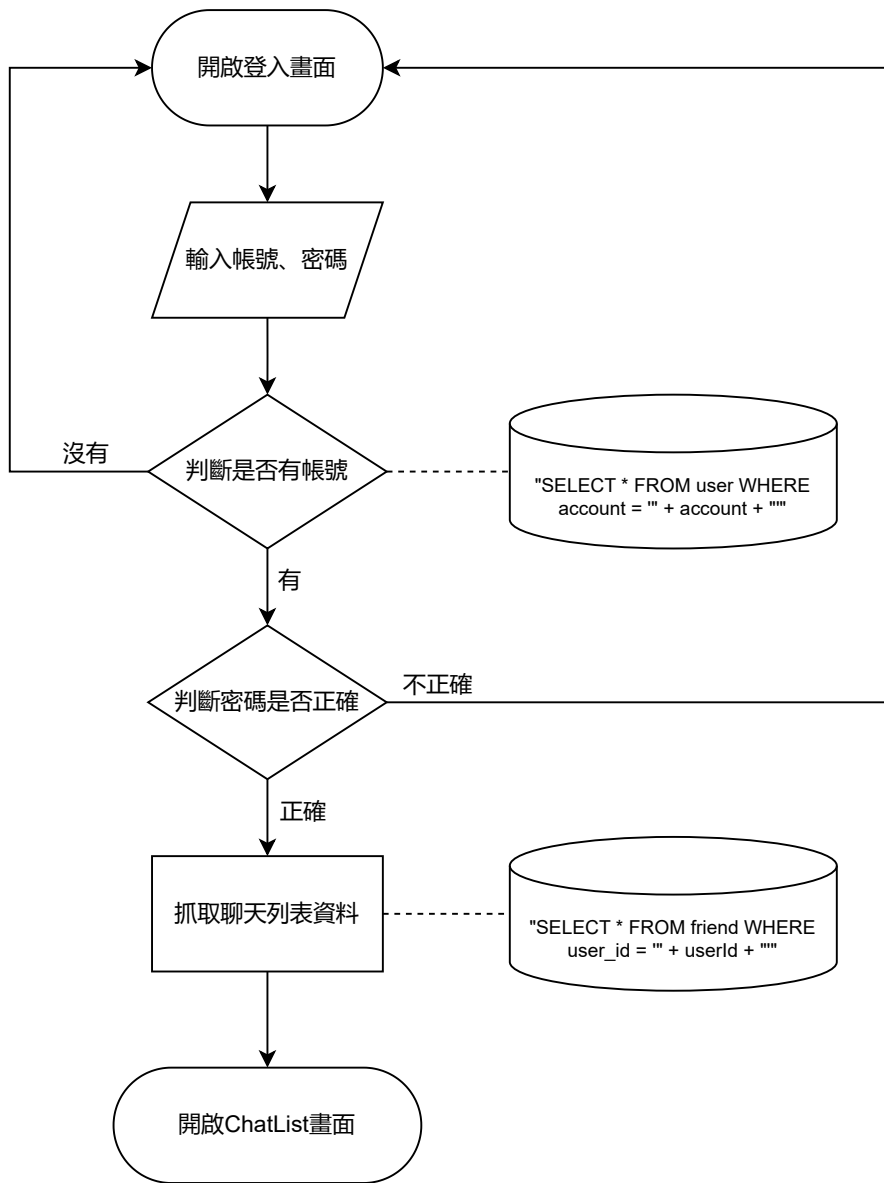 開啟登入畫面
輸入帳號、密碼
判斷是否有帳號
沒有
"SELECT * FROM user WHERE
account = '" + account + "'"
有
判斷密碼是否正確
不正確
正確
抓取聊天列表資料
"SELECT * FROM friend WHERE
user_id = '" + userId + "'"
開啟ChatList畫面